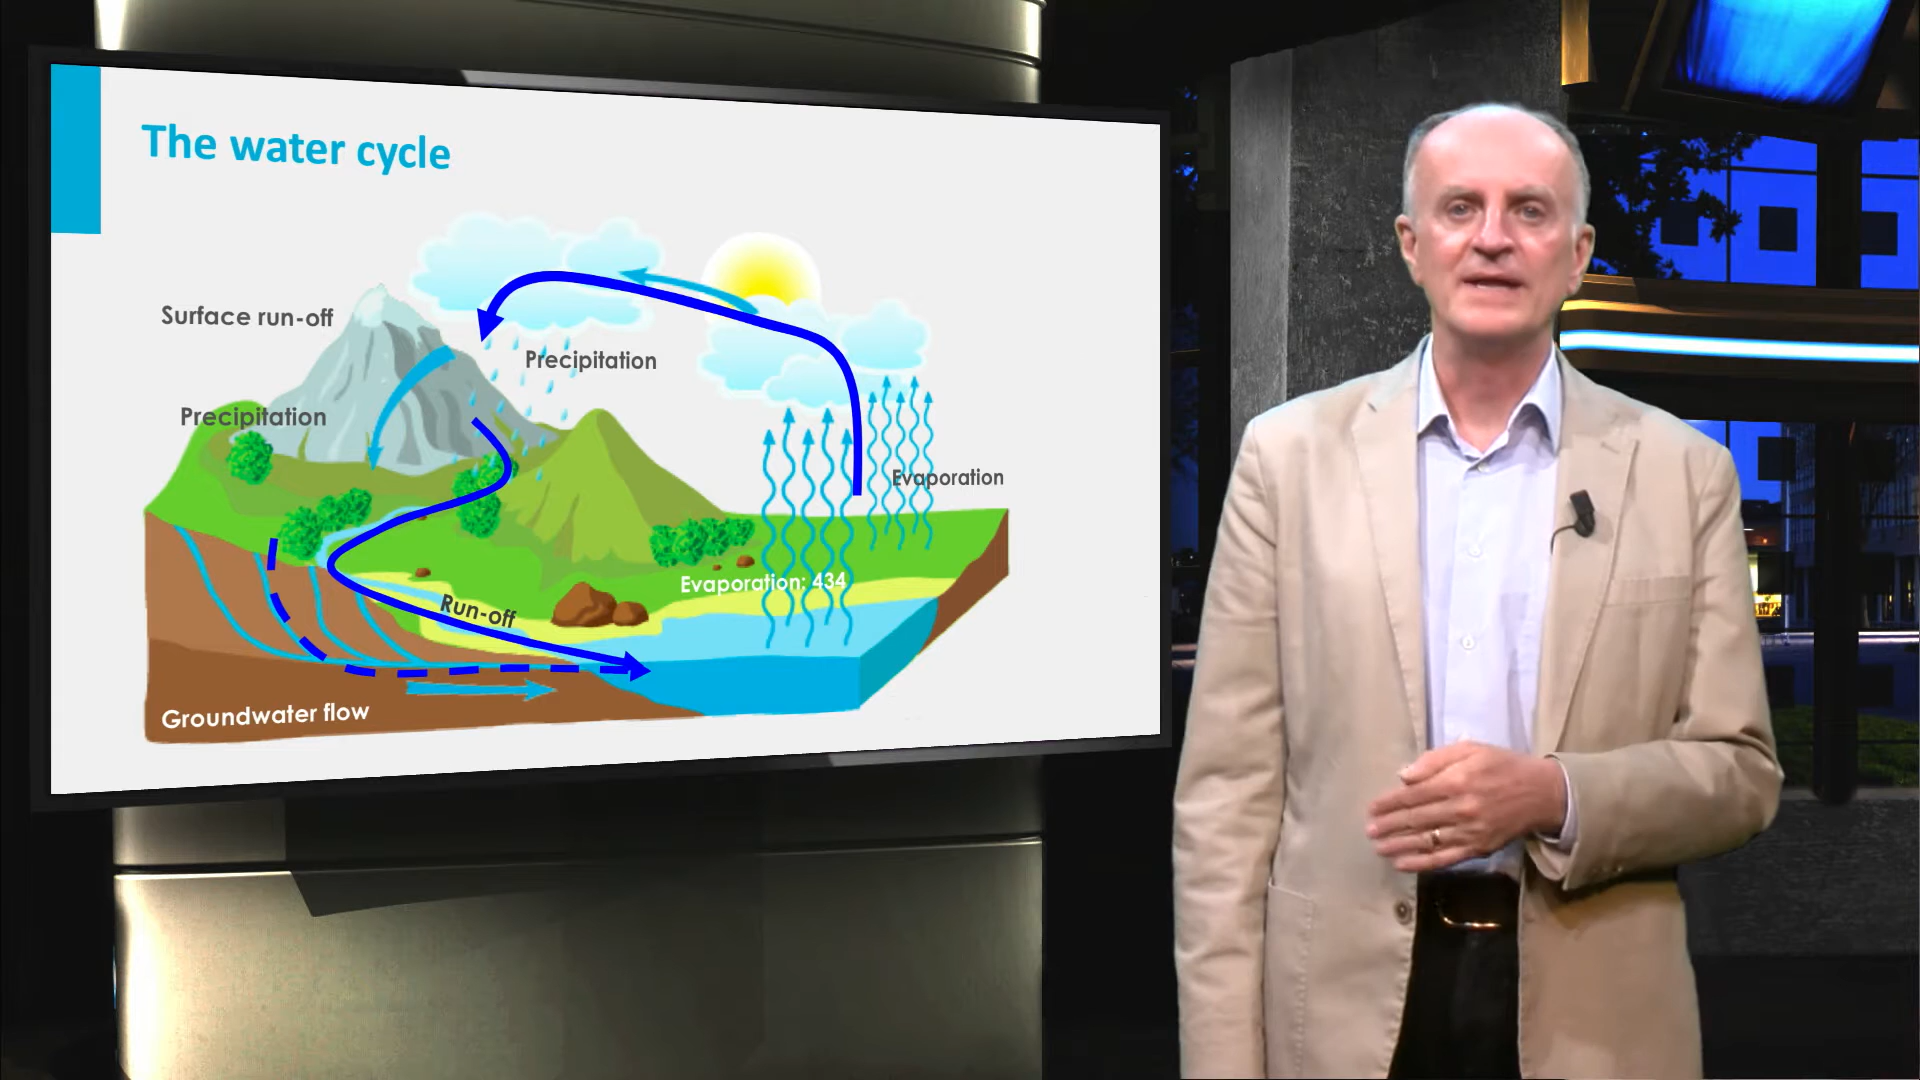 The water cycle
Surface run-off
Precipitation
Precipitation
Evaporation
Evaporation: 434
Run-off
Groundwater flow